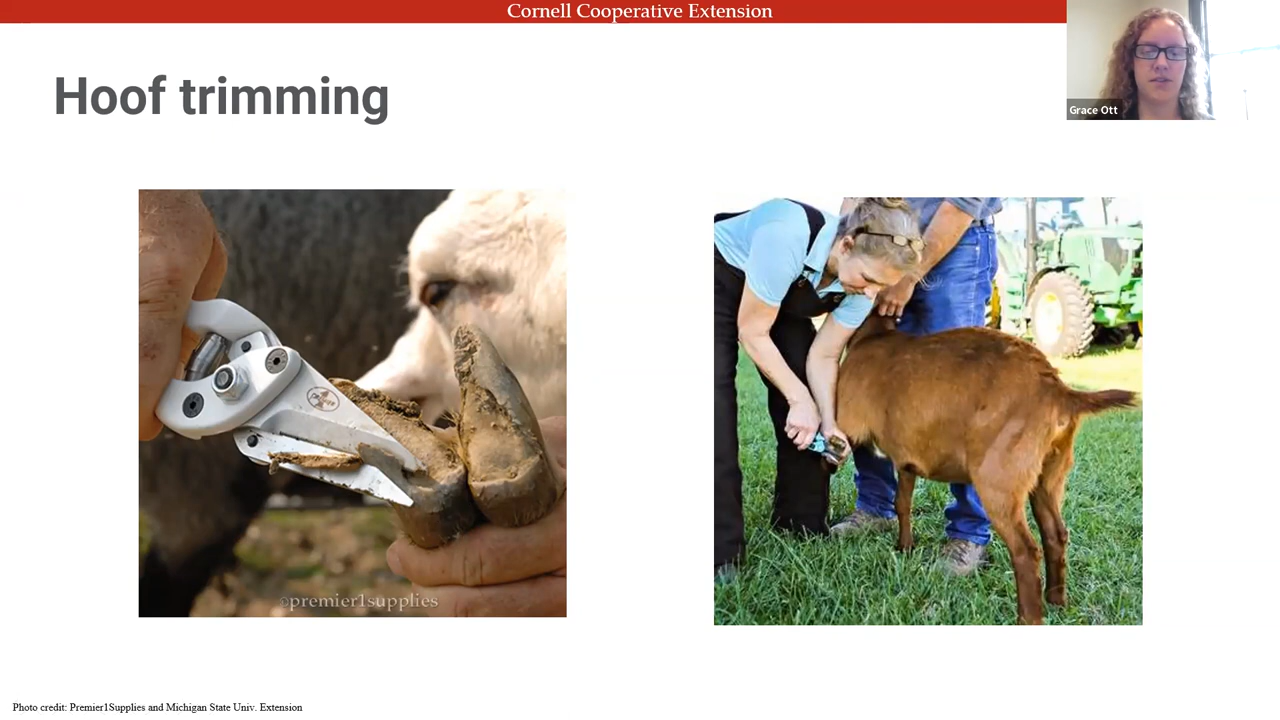 Cornell Cooperative Extension
Hoof trimming
Grace Ott
©premier1supplies
Photo credit: Premier1Supplies and Michigan State Univ. Extension